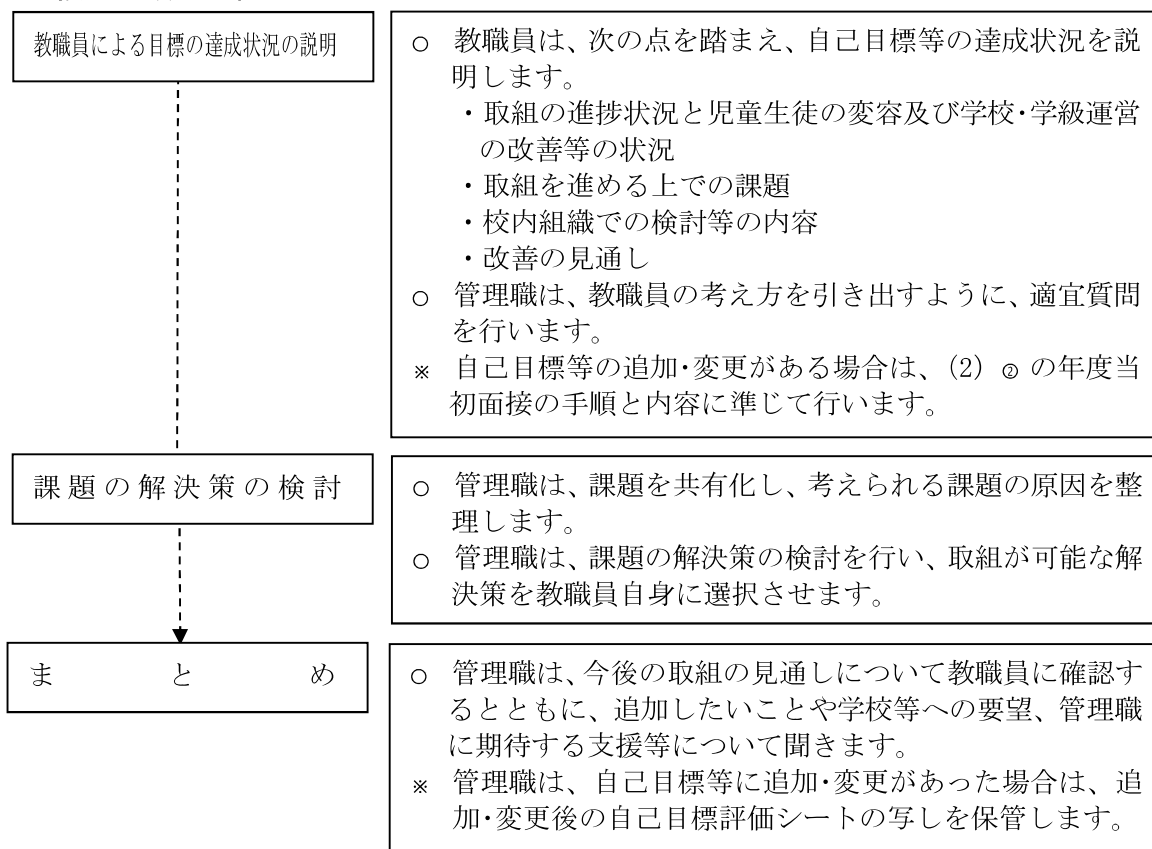 教職員による目標の達成状況の説明
○ 教職員は、次の点を踏まえ、自己目標等の達成状況を説
明します。
・取組の進捗状況と児童生徒の変容及び学校・学級運営
の改善等の状況
・取組を進める上での課題
・校内組織での検討等の内容
・改善の見通し
○ 管理職は、教職員の考え方を引き出すように、適宜質問
を行います。
※ 自己目標等の追加・変更がある場合は、(2) ② の年度当
初面接の手順と内容に準じて行います。
課題の解決策の検討
○ 管理職は、課題を共有化し、考えられる課題の原因を整
理します。
○ 管理職は、課題の解決策の検討を行い、取組が可能な解
決策を教職員自身に選択させます。
まとめ
○ 管理職は、今後の取組の見通しについて教職員に確認す
るとともに、追加したいことや学校等への要望、管理職
に期待する支援等について聞きます。
※ 管理職は、自己目標等に追加・変更があった場合は、追
加・変更後の自己目標評価シートの写しを保管します。